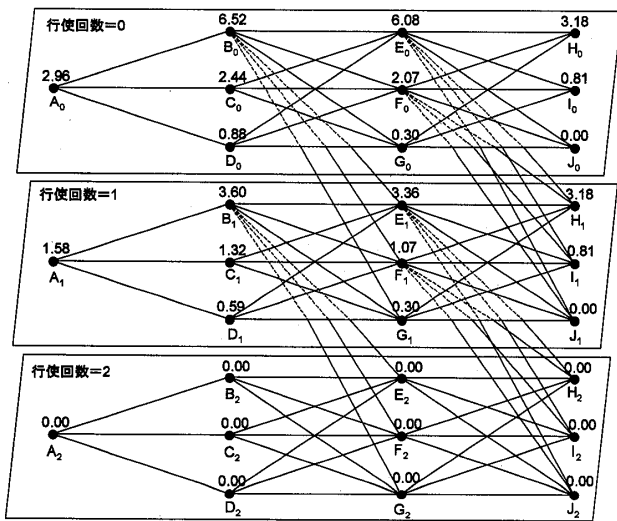 行使回数=0
6.52 6.08 3.18
B0 E0 H0
2.96 2.44 2.07 0.81
A0 C0 F0 I0
0.88 0.30 0.00
D0 G0 J0
行使回数=1
3.60 3.36 3.18
B1 E1 H1
1.58 1.32 1.07 0.81
A1 C1 F1 I1
0.59 0.30 0.00
D1 G1 J1
行使回数=2
0.00 0.00 0.00
B2 E2 H2
0.00 0.00 0.00 0.00
A2 C2 F2 I2
0.00 0.00 0.00
D2 G2 J2